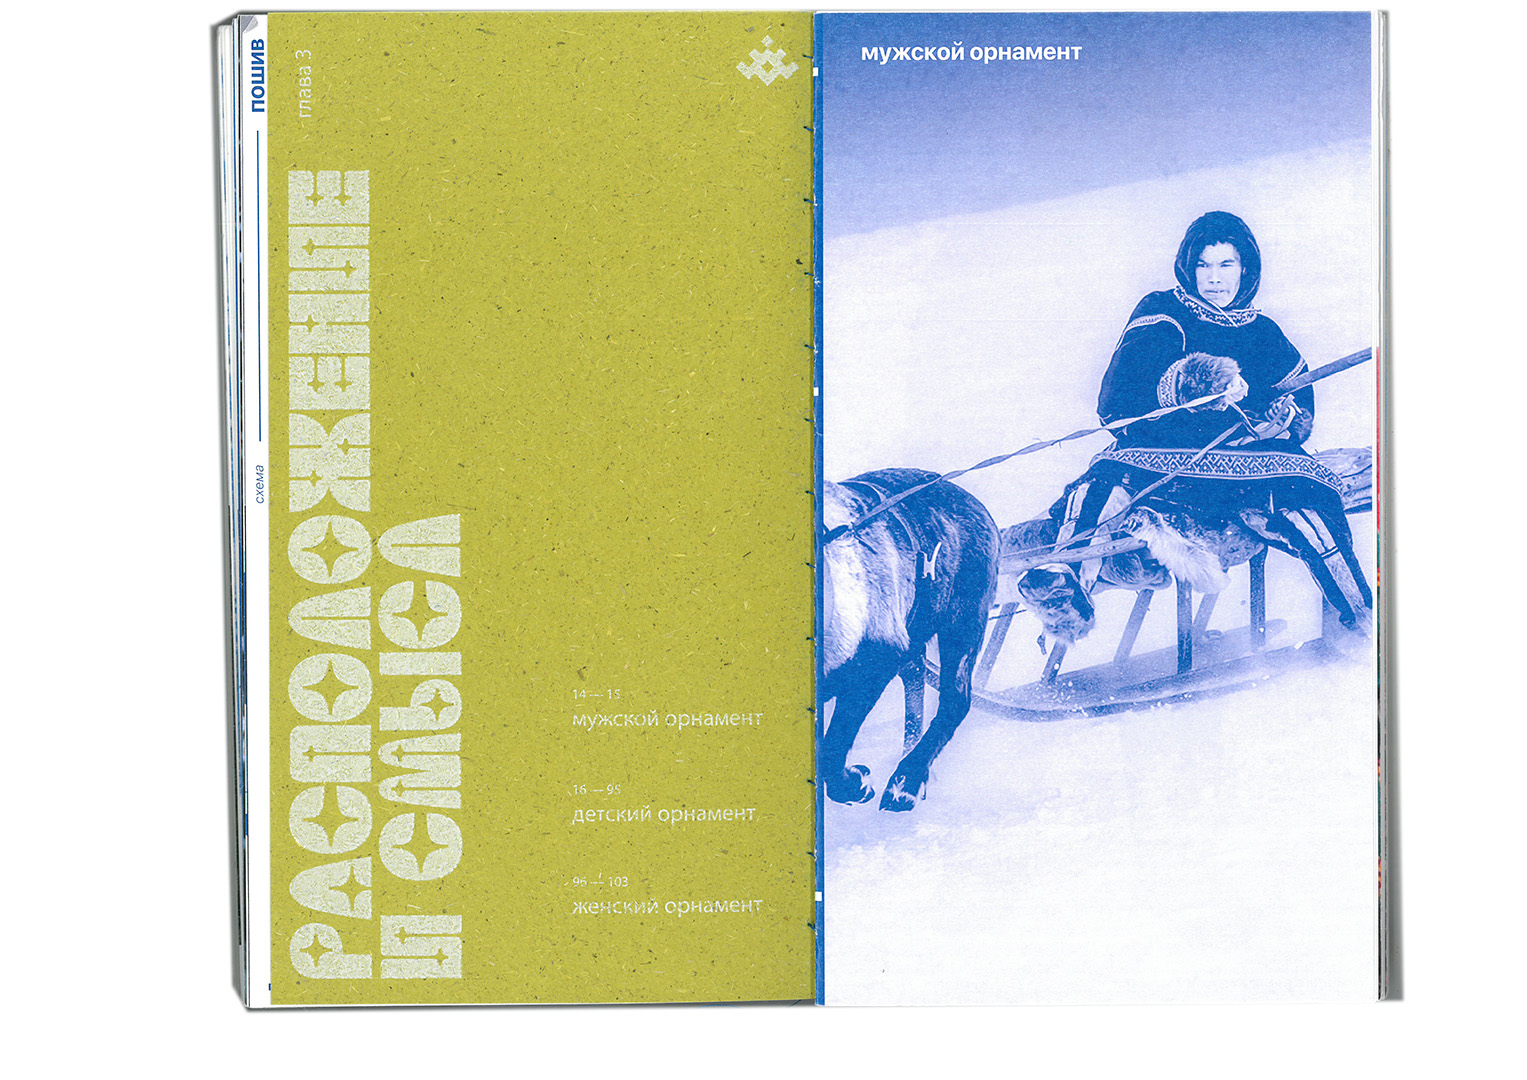 ПОШИВ
схема
глава 3
РАСПОЛОЖЕНИЕ
И СМЫСЛ
14 — 15
мужской орнамент
16 — 95
детский орнамент
96 — 103
женский орнамент
мужской орнамент